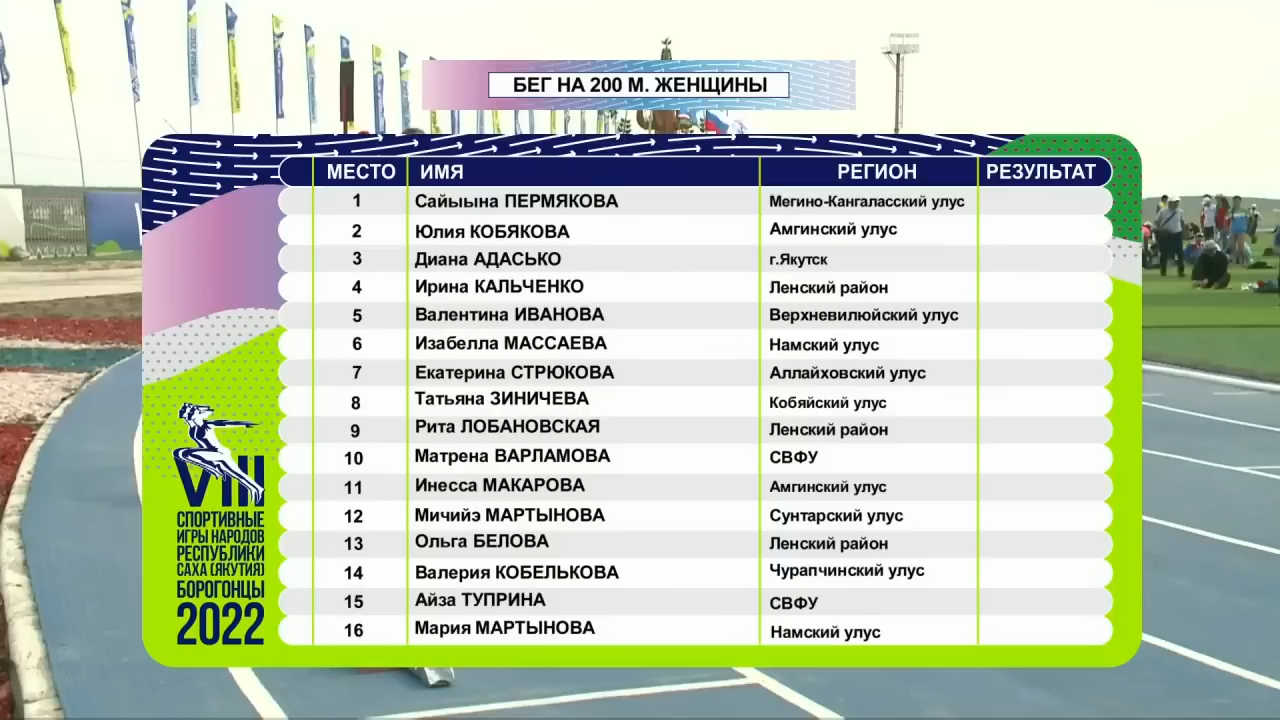 БЕГ НА 200 М. ЖЕНЩИНЫ
МЕСТО ИМЯ РЕГИОН РЕЗУЛЬТАТ
1 Сайыына ПЕРМЯКОВА Мегино-Кангаласский улус
2 Юлия КОБЯКОВА Амгинский улус
3 Диана АДАСЬКО г.Якутск
4 Ирина КАЛЬЧЕНКО Ленский район
5 Валентина ИВАНОВА Верхневилюйский улус
6 Изабелла МАССАЕВА Намский улус
7 Екатерина СТРЮКОВА Аллайховский улус
8 Татьяна ЗИНИЧЕВА Кобяйский улус
9 Рита ЛОБАНОВСКАЯ Ленский район
10 Матрена ВАРЛАМОВА СВФУ
11 Инесса МАКАРОВА Амгинский улус
12 Мичийэ МАРТЫНОВА Сунтарский улус
13 Ольга БЕЛОВА Ленский район
14 Валерия КОБЕЛЬКОВА Чурапчинский улус
15 Айза ТУПРИНА СВФУ
16 Мария МАРТЫНОВА Намский улус
VIII
СПОРТИВНЫЕ
ИГРЫ НАРОДОВ
РЕСПУБЛИКИ
САХА (ЯКУТИЯ)
БОРОГОНЦЫ
2022